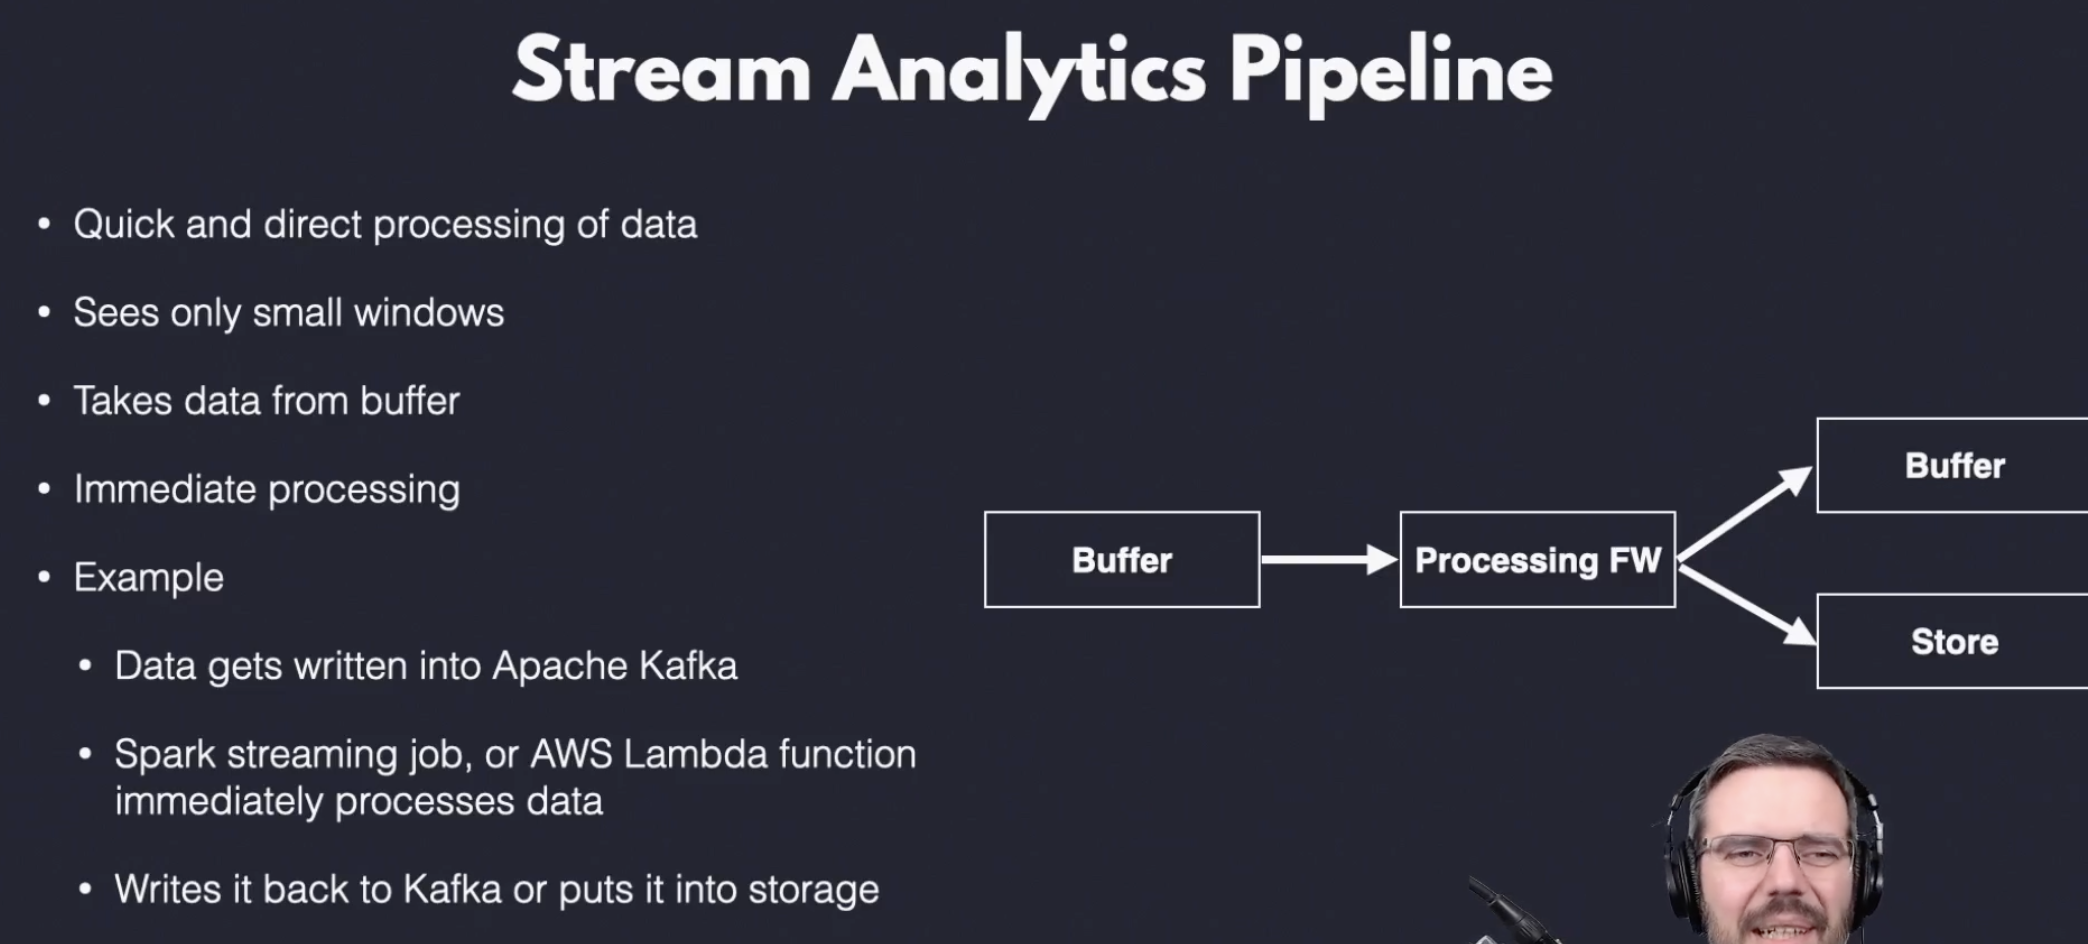 Stream Analytics Pipeline
• Quick and direct processing of data
• Sees only small windows
• Takes data from buffer
• Immediate processing
• Example
• Data gets written into Apache Kafka
• Spark streaming job, or AWS Lambda function
immediately processes data
• Writes it back to Kafka or puts it into storage
Buffer
Processing FW
Buffer
Store